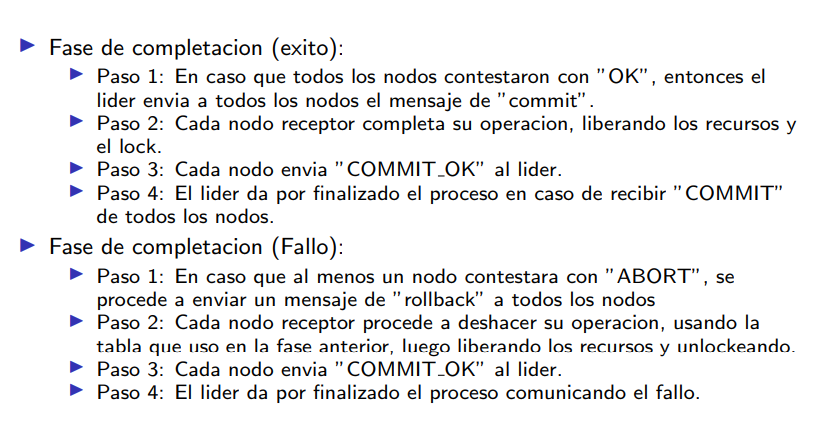 Fase de completacion (exito):
Paso 1: En caso que todos los nodos contestaron con "OK", entonces el
lider envia a todos los nodos el mensaje de "commit".
Paso 2: Cada nodo receptor completa su operacion, liberando los recursos y
el lock.
Paso 3: Cada nodo envia "COMMIT_OK" al lider.
Paso 4: El lider da por finalizado el proceso en caso de recibir "COMMIT"
de todos los nodos.
Fase de completacion (Fallo):
Paso 1: En caso que al menos un nodo contestara con "ABORT", se
procede a enviar un mensaje de "rollback" a todos los nodos
Paso 2: Cada nodo receptor procede a deshacer su operacion, usando la
tabla que uso en la fase anterior, luego liberando los recursos y unlockeando.
Paso 3: Cada nodo envia "COMMIT_OK" al lider.
Paso 4: El lider da por finalizado el proceso comunicando el fallo.